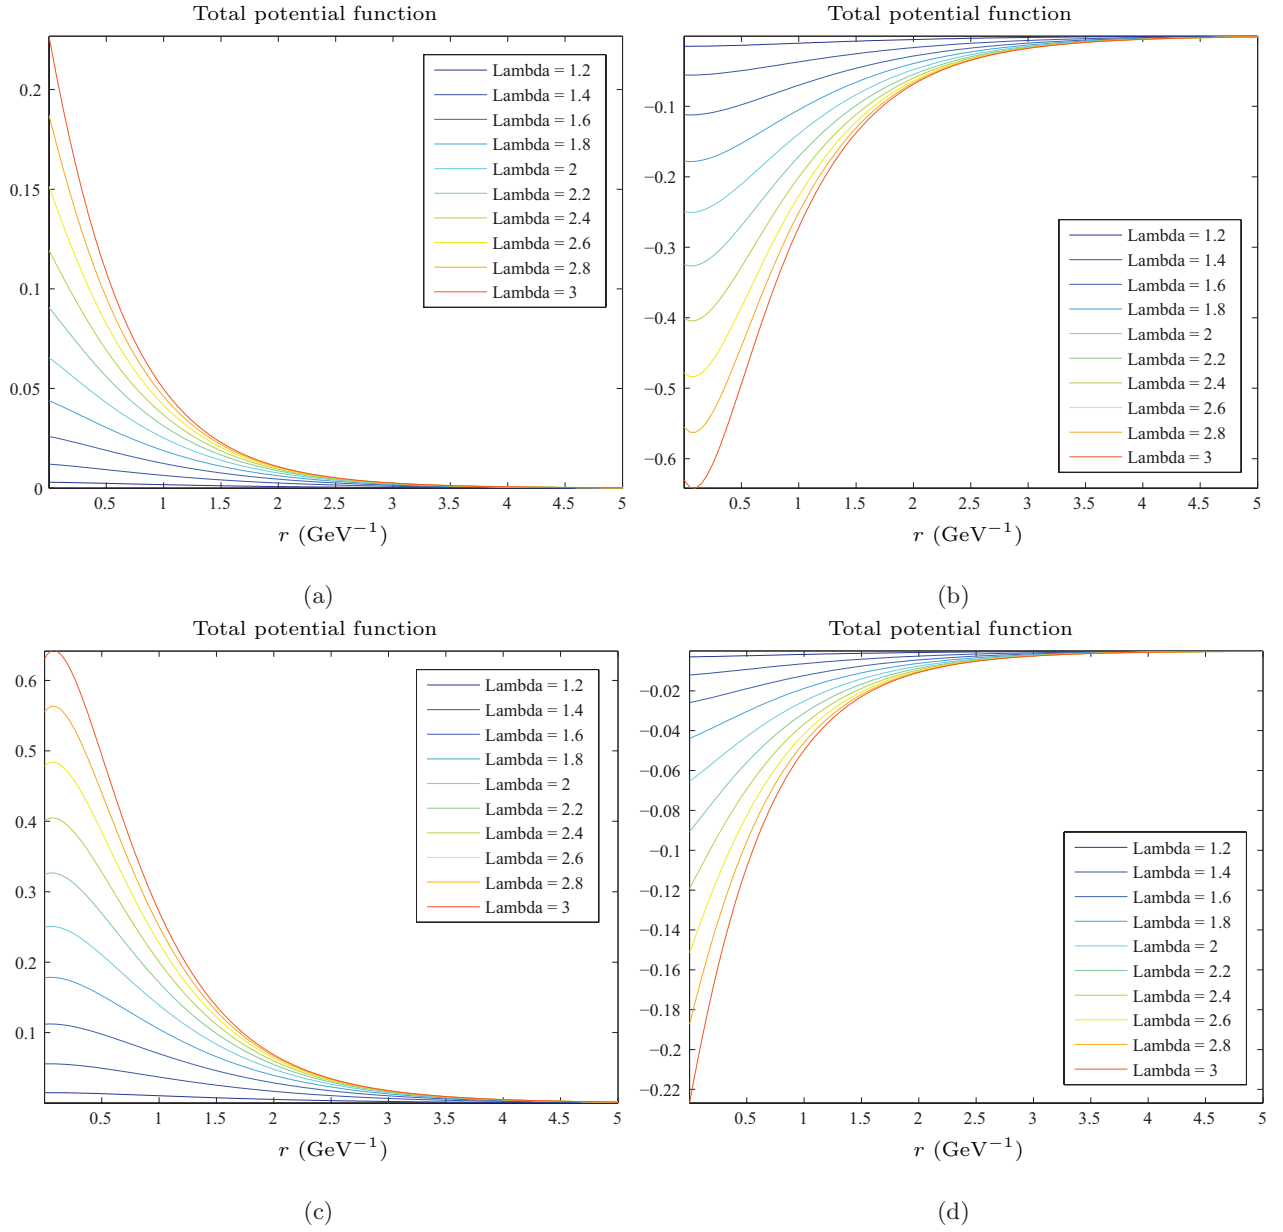 Total potential function
0.2
0.15
0.1
0.05
0
Lambda = 1.2
Lambda = 1.4
Lambda = 1.6
Lambda = 1.8
Lambda = 2
Lambda = 2.2
Lambda = 2.4
Lambda = 2.6
Lambda = 2.8
Lambda = 3
0.5 1 1.5 2 2.5 3 3.5 4 4.5 5
r (GeV⁻¹)
(a)
Total potential function
−0.1
−0.2
−0.3
−0.4
−0.5
−0.6
Lambda = 1.2
Lambda = 1.4
Lambda = 1.6
Lambda = 1.8
Lambda = 2
Lambda = 2.2
Lambda = 2.4
Lambda = 2.6
Lambda = 2.8
Lambda = 3
0.5 1 1.5 2 2.5 3 3.5 4 4.5 5
r (GeV⁻¹)
(b)
Total potential function
0.6
0.5
0.4
0.3
0.2
0.1
Lambda = 1.2
Lambda = 1.4
Lambda = 1.6
Lambda = 1.8
Lambda = 2
Lambda = 2.2
Lambda = 2.4
Lambda = 2.6
Lambda = 2.8
Lambda = 3
0.5 1 1.5 2 2.5 3 3.5 4 4.5 5
r (GeV⁻¹)
(c)
Total potential function
−0.02
−0.04
−0.06
−0.08
−0.1
−0.12
−0.14
−0.16
−0.18
−0.2
−0.22
Lambda = 1.2
Lambda = 1.4
Lambda = 1.6
Lambda = 1.8
Lambda = 2
Lambda = 2.2
Lambda = 2.4
Lambda = 2.6
Lambda = 2.8
Lambda = 3
0.5 1 1.5 2 2.5 3 3.5 4 4.5 5
r (GeV⁻¹)
(d)